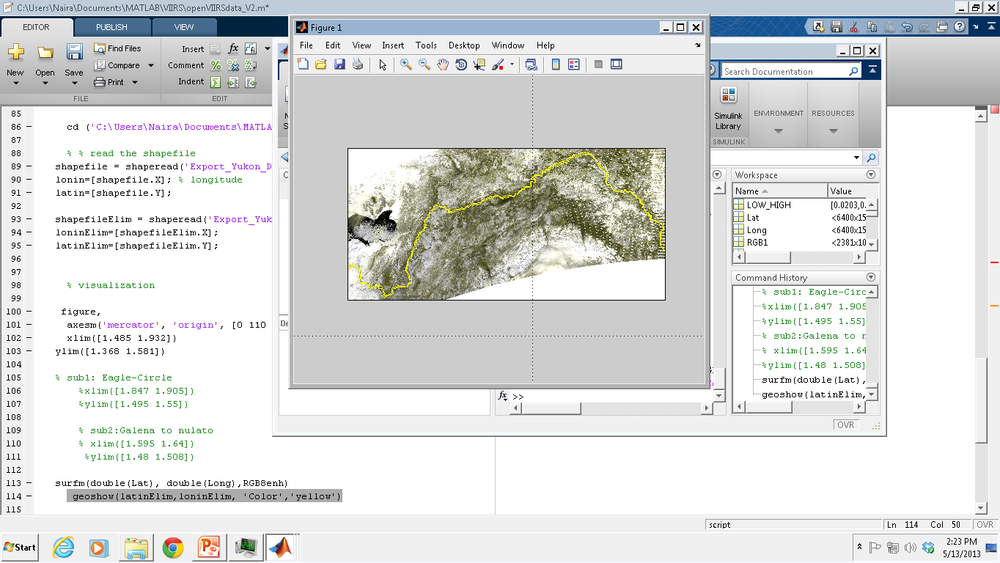 C:\Users\Naira\Documents\MATLAB\VIIRS\openVIIRSdata_V2.m*
EDITOR PUBLISH VIEW
New
Open
Save
Find Files
Compare
Print
FILE
Insert
Comment
Indent
EDIT
Figure 1
File Edit View Insert Tools Desktop Window Help
Search Documentation
Simulink
Library
SIMULINK
ENVIRONMENT
RESOURCES
85
86 cd ('C:\Users\Naira\Documents\MATLA
87
88 % % read the shapefile
89 shapefile = shaperead('Export_Yukon_D
90 lonin=[shapefile.X]; % longitude
91 latin=[shapefile.Y];
92
93 shapefileElim = shaperead('Export_Yuk
94 loninElim=[shapefileElim.X];
95 latinElim=[shapefileElim.Y];
96
97
98 % visualization
99
100 figure,
101 axesm('mercator', 'origin', [0 110
102 xlim([1.485 1.932])
103 ylim([1.368 1.581])
104
105 % sub1: Eagle-Circle
106 %xlim([1.847 1.905])
107 %ylim([1.495 1.55])
108
109 % sub2:Galena to nulato
110 % xlim([1.595 1.64])
111 %ylim([1.48 1.508])
112
113 surfm(double(Lat), double(Long),RGB8enh)
114 geoshow(latinElim,loninElim, 'Color','yellow')
115
Workspace
Name Value
LOW_HIGH [0.0203,0.
Lat <6400x15
Long <6400x15
RGB1 <2381x10
Command History
% sub1: Eagle-Circ
%xlim([1.847 1.905
%ylim([1.495 1.55]
% sub2:Galena to n
% xlim([1.595 1.64
%ylim([1.48 1.508]
surfm(double(Lat),
geoshow(latinElim,
De
fx >>
OVR
script
Ln 114 Col 50
OVR
Start
2:23 PM
5/13/2013